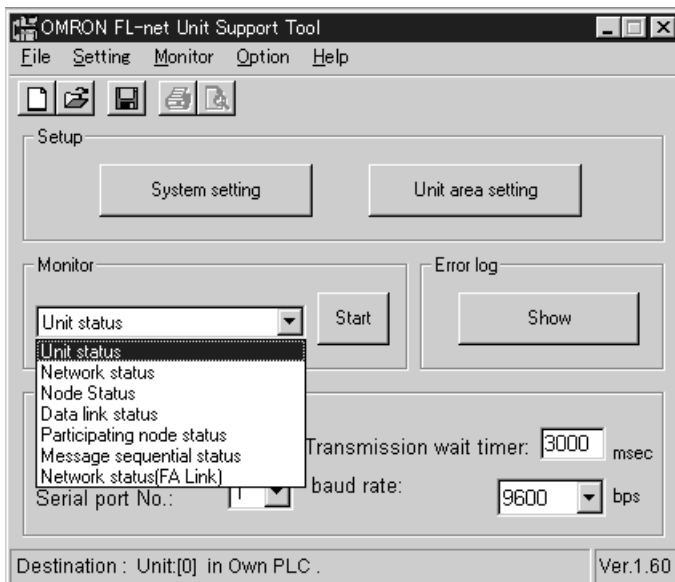 OMRON FL-net Unit Support Tool
File Setting Monitor Option Help
Setup
System setting
Unit area setting
Monitor
Unit status
Start
Error log
Show
Unit status
Network status
Node Status
Data link status
Participating node status
Message sequential status
Network status(FA Link)
Transmission wait timer: 3000 msec
Serial port No.: 1
baud rate: 9600 bps
Destination : Unit:[0] in Own PLC .
Ver.1.60